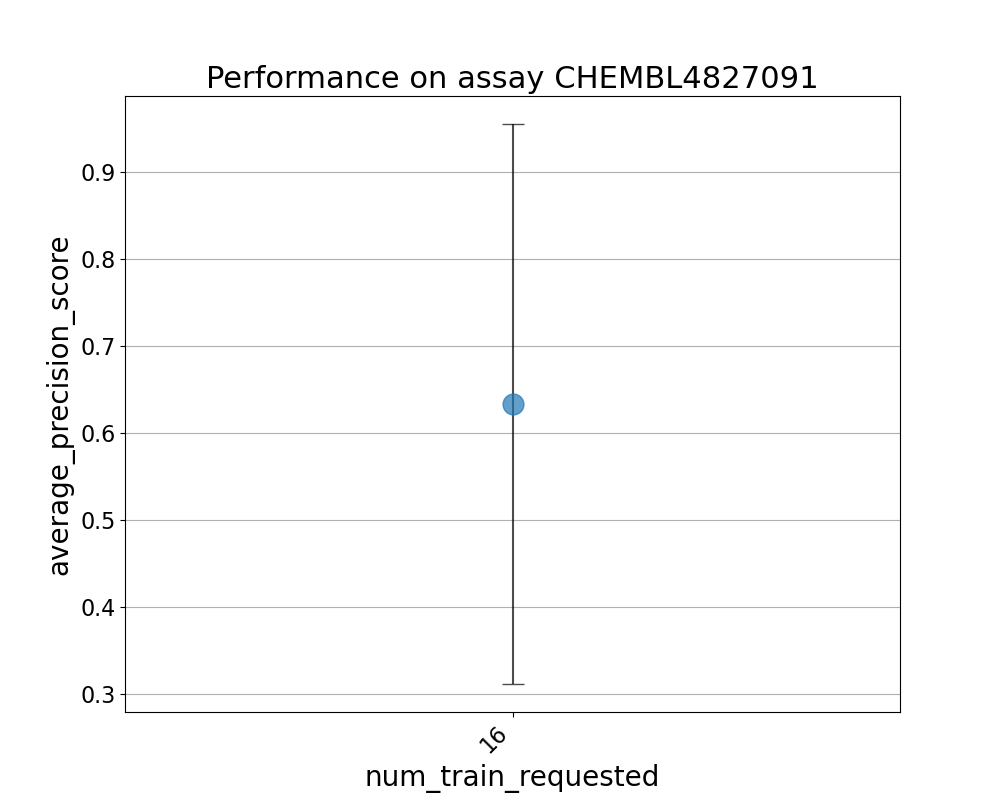 Performance on assay CHEMBL4827091
average_precision_score
0.9
0.8
0.7
0.6
0.5
0.4
0.3
16
num_train_requested